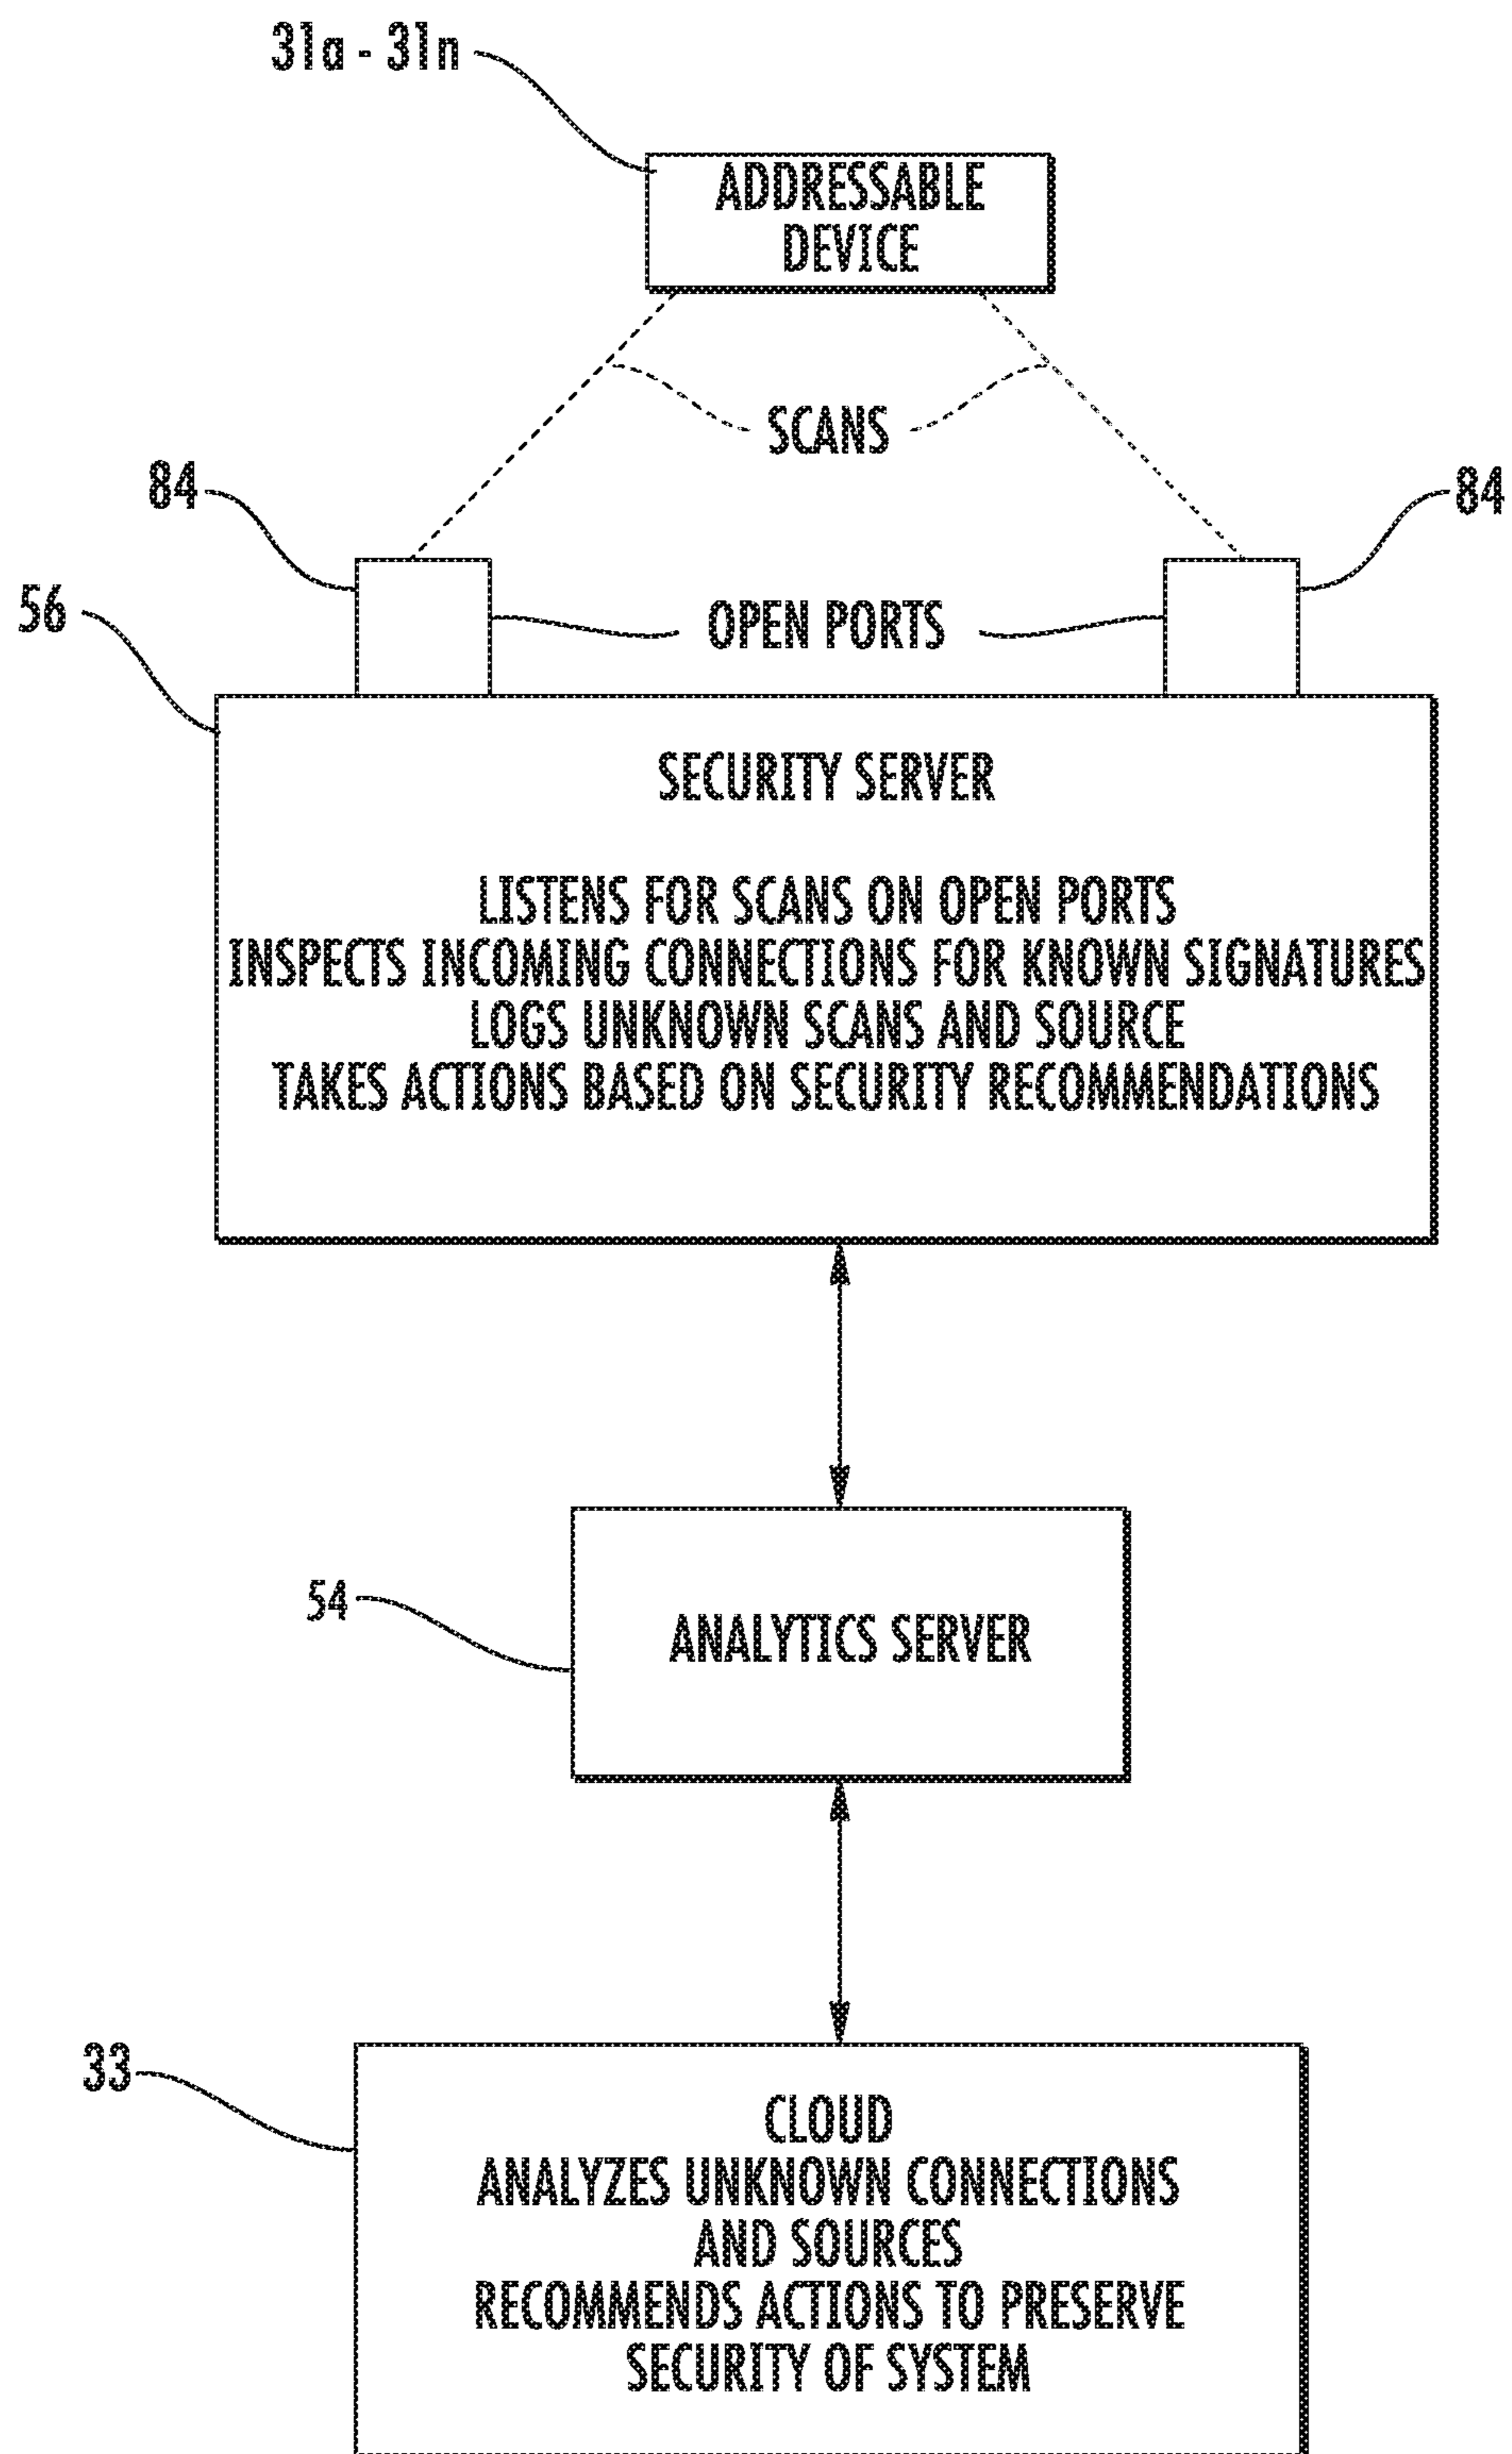 31a - 31n
ADDRESSABLE
DEVICE
SCANS
84
84
56
OPEN PORTS
SECURITY SERVER
LISTENS FOR SCANS ON OPEN PORTS
INSPECTS INCOMING CONNECTIONS FOR KNOWN SIGNATURES
LOGS UNKNOWN SCANS AND SOURCE
TAKES ACTIONS BASED ON SECURITY RECOMMENDATIONS
54
ANALYTICS SERVER
33
CLOUD
ANALYZES UNKNOWN CONNECTIONS
AND SOURCES
RECOMMENDS ACTIONS TO PRESERVE
SECURITY OF SYSTEM